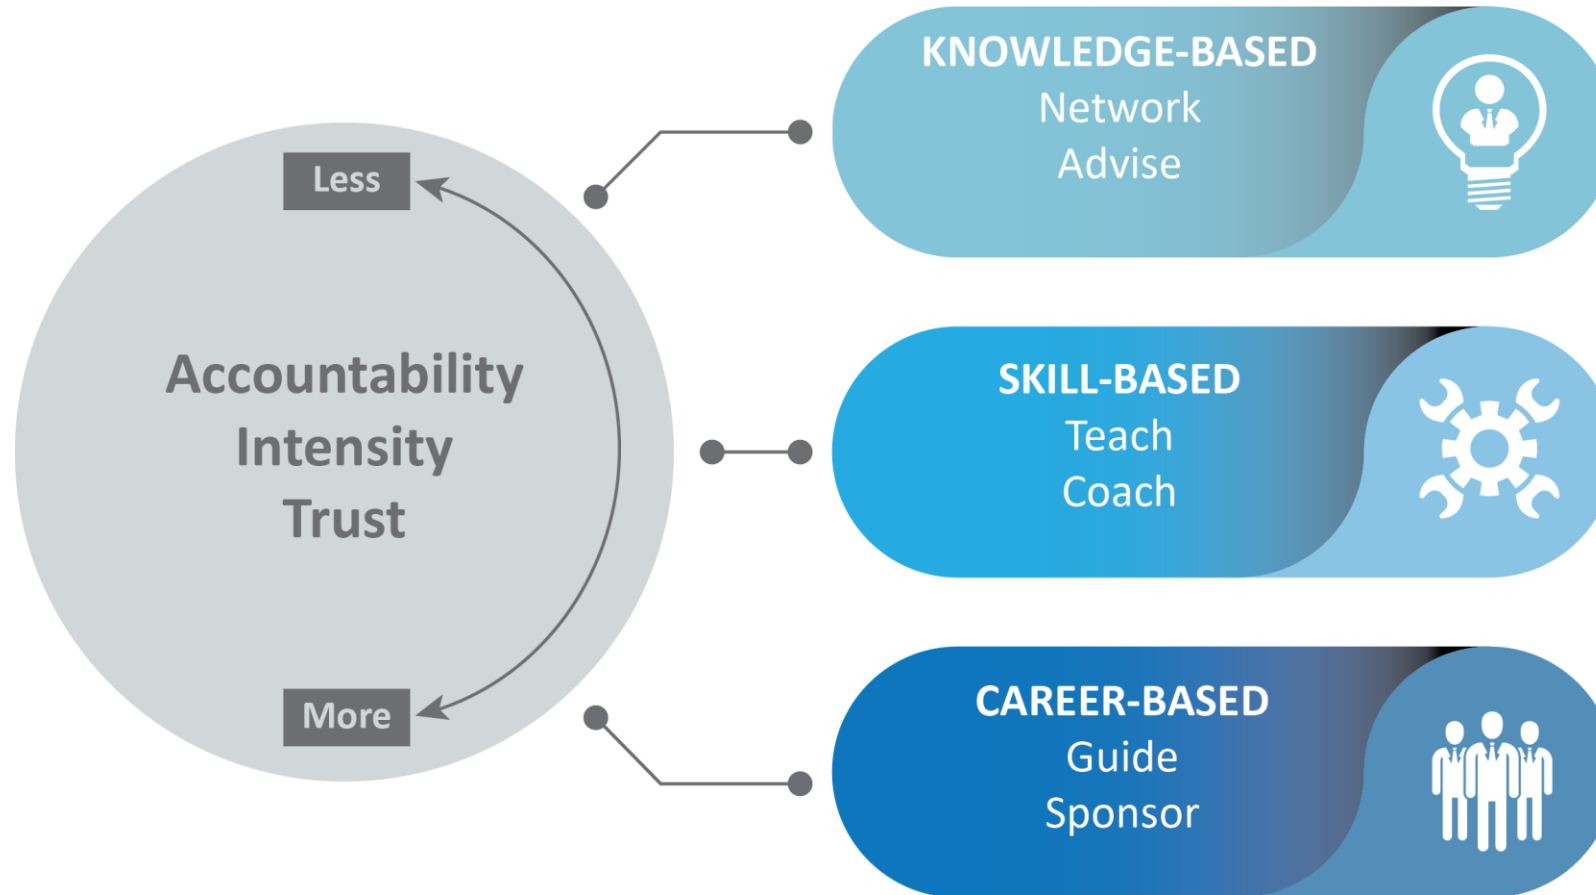 Less
Accountability
Intensity
Trust
More
KNOWLEDGE-BASED
Network
Advise
SKILL-BASED
Teach
Coach
CAREER-BASED
Guide
Sponsor